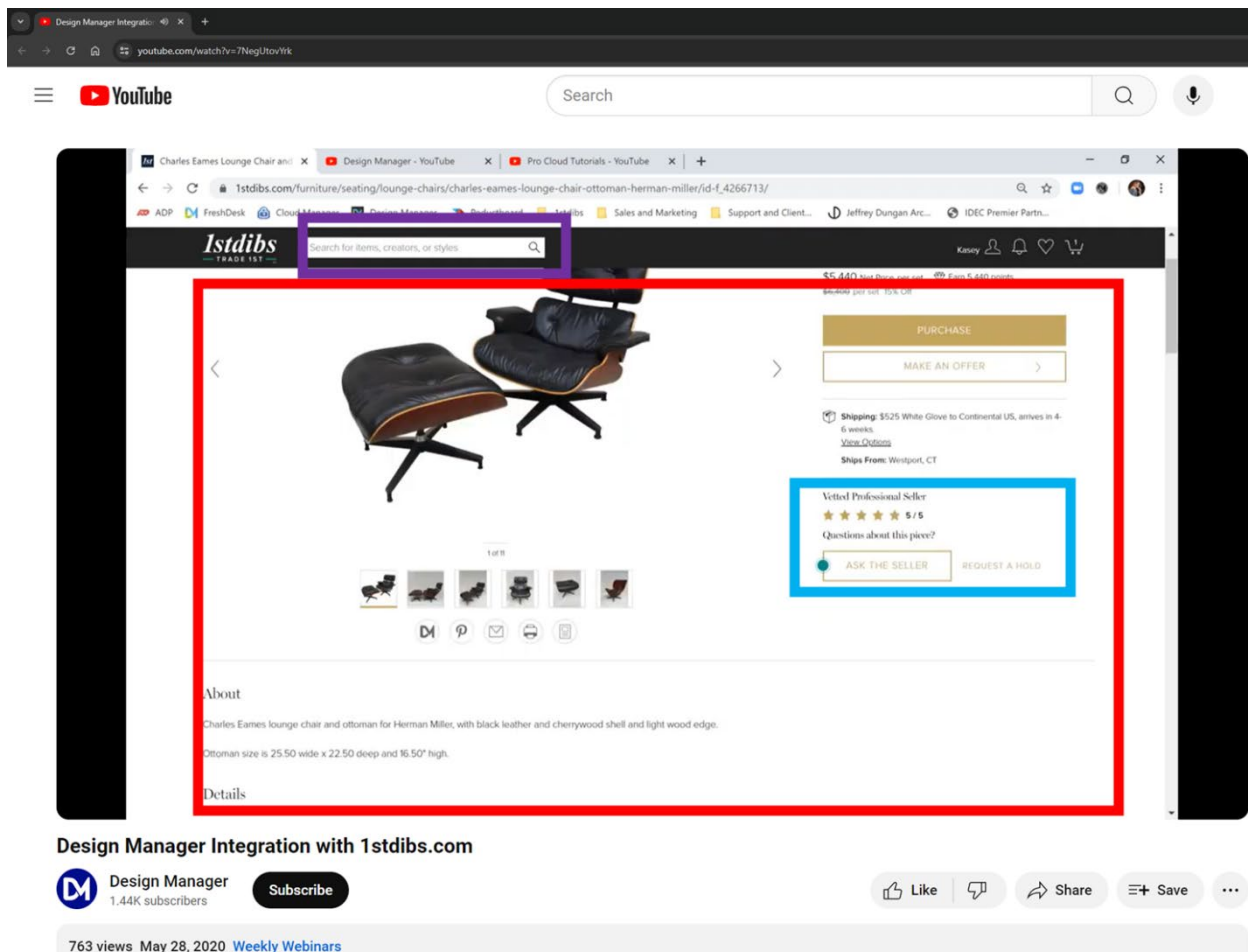 Design Manager Integratio
youtube.com/watch?v=7NegUtovYrk
YouTube
Search
Charles Eames Lounge Chair and
Design Manager - YouTube
Pro Cloud Tutorials - YouTube
1stdibs.com/furniture/seating/lounge-chairs/charles-eames-lounge-chair-ottoman-herman-miller/id-f_4266713/
ADP
FreshDesk
Cloud Manager
Design Manager
1stdibs
Sales and Marketing
Support and Client...
Jeffrey Dungan Arc...
IDEC Premier Partn...
1stdibs
TRADE 1ST
Search for items, creators, or styles
Kasey
$5,440 Net Price per set
Earn 5,440 points
$6,400 per set 15% Off
PURCHASE
MAKE AN OFFER
Shipping: $525 White Glove to Continental US, arrives in 4-
6 weeks.
View Options
Ships From: Westport, CT
Vetted Professional Seller
5 / 5
Questions about this piece?
ASK THE SELLER
REQUEST A HOLD
1 of 11
DM
About
Charles Eames lounge chair and ottoman for Herman Miller, with black leather and cherrywood shell and light wood edge.
Ottoman size is 25.50 wide x 22.50 deep and 16.50" high.
Details
Design Manager Integration with 1stdibs.com
DM
Design Manager
1.44K subscribers
Subscribe
Like
Share
Save
763 views May 28, 2020 Weekly Webinars